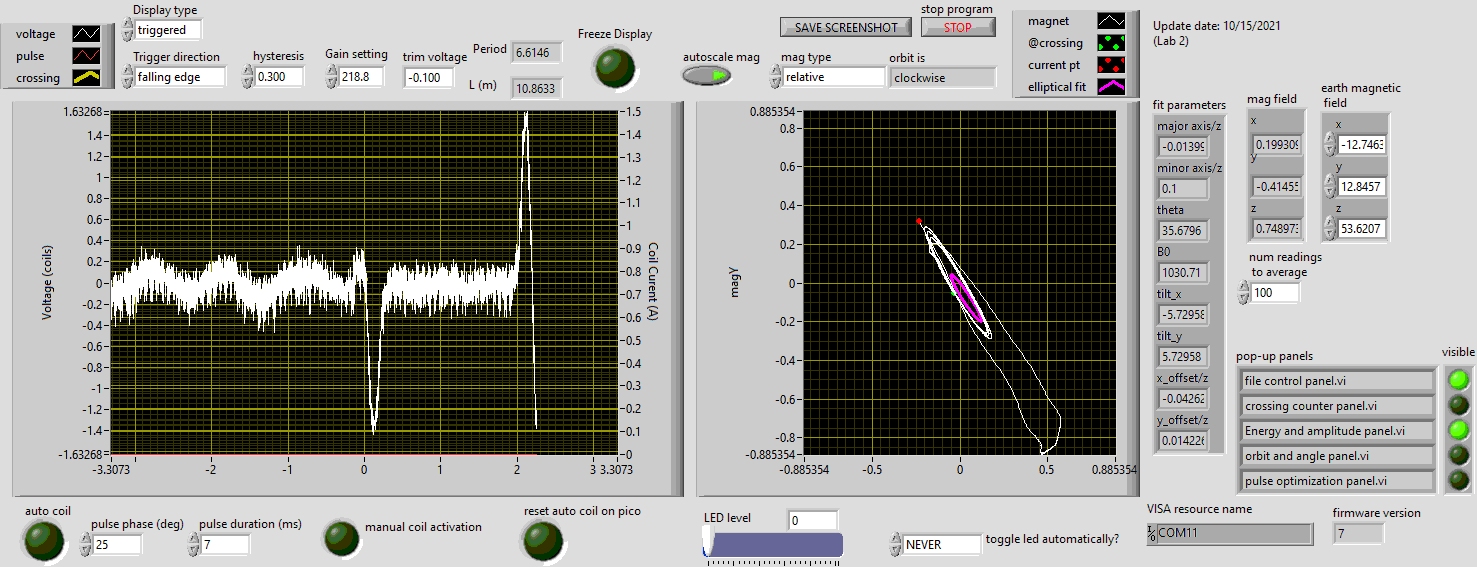 voltage
pulse
crossing
Display type
triggered
Trigger direction
falling edge
hysteresis
0.300
Gain setting
218.8
trim voltage
-0.100
Period
6.6146
L (m)
10.8633
Freeze Display
SAVE SCREENSHOT
stop program
STOP
autoscale mag
mag type
relative
orbit is
clockwise
magnet
@crossing
current pt
elliptical fit
Update date: 10/15/2021
(Lab 2)
Voltage (coils)
1.63268
1.4
1.2
1
0.8
0.6
0.4
0.2
0
-0.2
-0.4
-0.6
-0.8
-1
-1.2
-1.4
-1.63268
-3.3073
-2
-1
0
1
2
3
3.3073
1.5
1.4
1.3
1.2
1.1
1
0.9
0.8
0.7
0.6
0.5
0.4
0.3
0.2
0.1
0
Coil Curent (A)
magY
0.885354
0.8
0.6
0.4
0.2
0
-0.2
-0.4
-0.6
-0.8
-0.885354
-0.885354
-0.5
0
0.5
0.885354
fit parameters
major axis/z
-0.01399
minor axis/z
0.1
theta
35.6796
B0
1030.71
tilt_x
-5.72958
tilt_y
5.72958
x_offset/z
-0.04262
y_offset/z
0.014226
mag field
x
0.199309
y
-0.41455
z
0.748973
earth magnetic
field
x
-12.7463
y
12.8457
z
53.6207
num readings
to average
100
pop-up panels
visible
file control panel.vi
crossing counter panel.vi
Energy and amplitude panel.vi
orbit and angle panel.vi
pulse optimization panel.vi
auto coil
pulse phase (deg)
25
pulse duration (ms)
7
manual coil activation
reset auto coil on pico
LED level
0
NEVER
toggle led automatically?
VISA resource name
COM11
firmware version
7